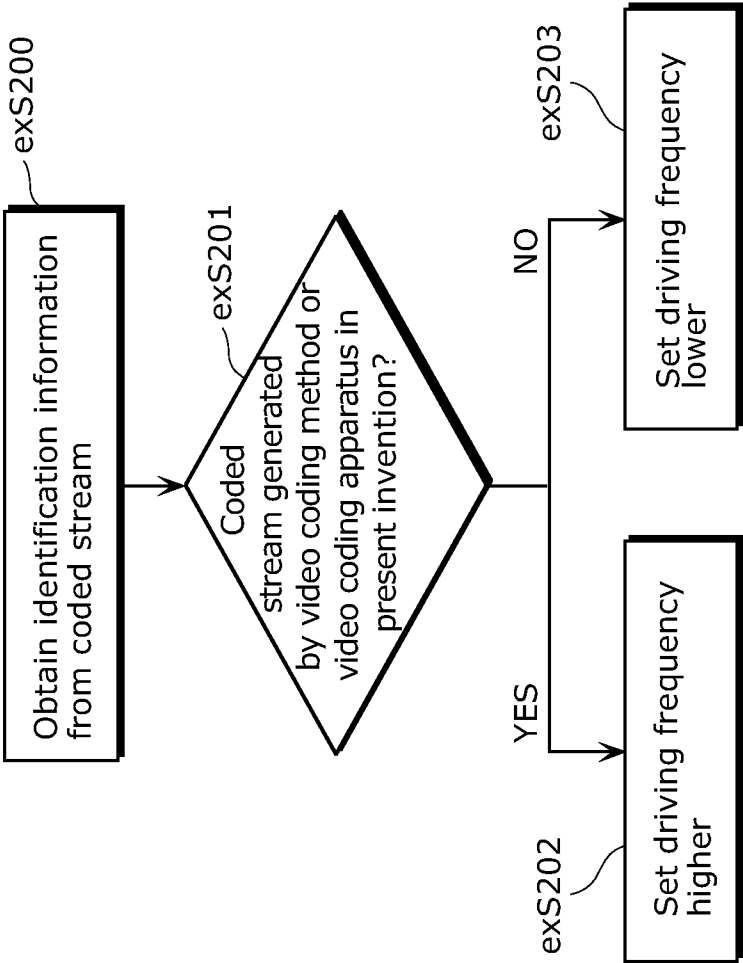 exS200
Obtain identification information
from coded stream
exS201
Coded
stream generated
by video coding method or
video coding apparatus in
present invention?
YES
NO
exS202
Set driving frequency
higher
exS203
Set driving frequency
lower